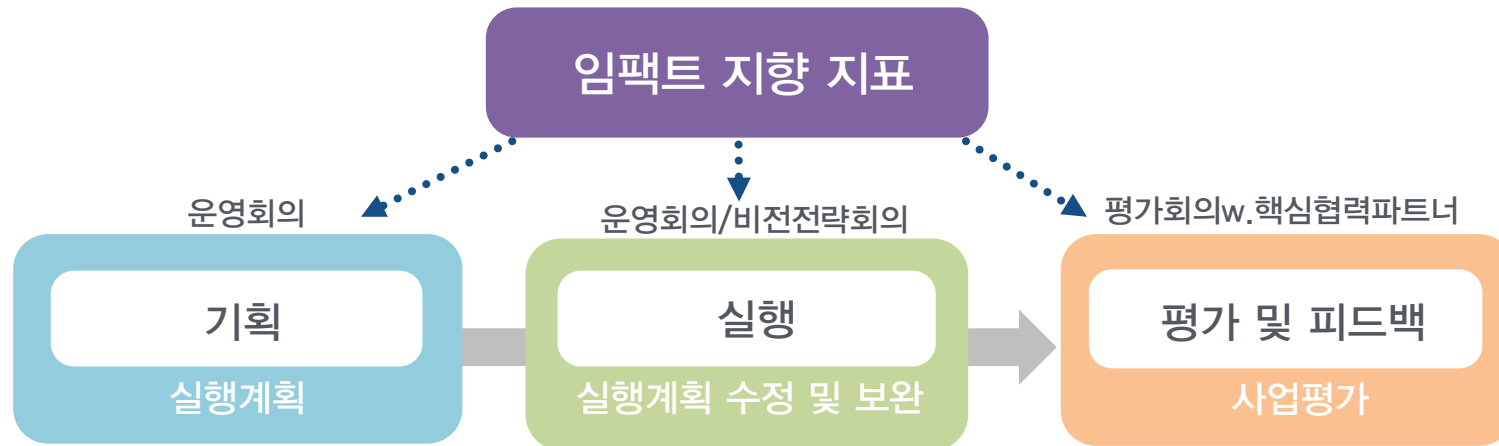 임팩트 지향 지표
운영회의
운영회의/비전전략회의
평가회의w.핵심협력파트너
기획
실행
평가 및 피드백
실행계획
실행계획 수정 및 보완
사업평가